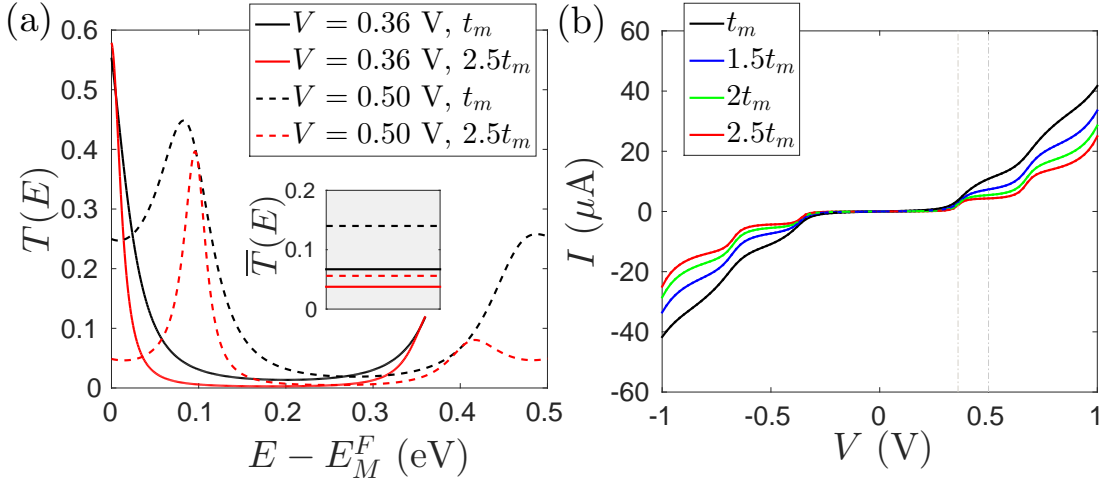 (a)
V = 0.36 V, t_m
V = 0.36 V, 2.5t_m
V = 0.50 V, t_m
V = 0.50 V, 2.5t_m
T(E)
0.6
0.5
0.4
0.3
0.2
0.1
0
T̅(E)
0.2
0.1
0
0 0.1 0.2 0.3 0.4 0.5
E − E_M^F (eV)
(b)
t_m
1.5t_m
2t_m
2.5t_m
I (μA)
60
40
20
0
-20
-40
-60
-1 -0.5 0 0.5 1
V (V)